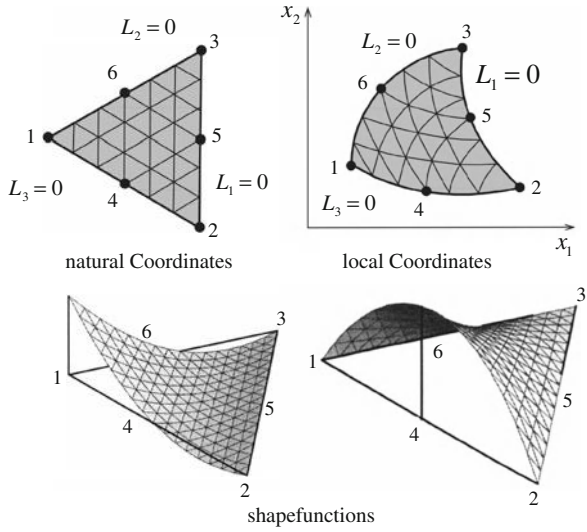 L₂ = 0
3
6
1
5
L₃ = 0
4
L₁ = 0
2
natural Coordinates
x₂
3
L₂ = 0
L₁ = 0
6
5
1
2
L₃ = 0
4
x₁
local Coordinates
6
3
1
5
4
2
3
1
6
5
4
2
shapefunctions